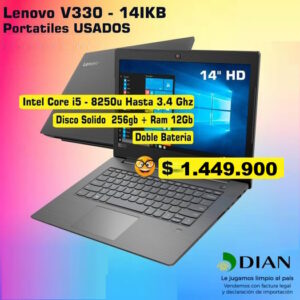 Lenovo V330 - 14IKB
Portatiles USADOS
Lenovo
14" HD
Intel Core i5 - 8250u Hasta 3.4 Ghz
Disco Solido 256gb + Ram 12Gb
Doble Bateria
$ 1.449.900
DIAN
Le jugamos limpio al país
Vendemos con factura legal
y declaración de importación